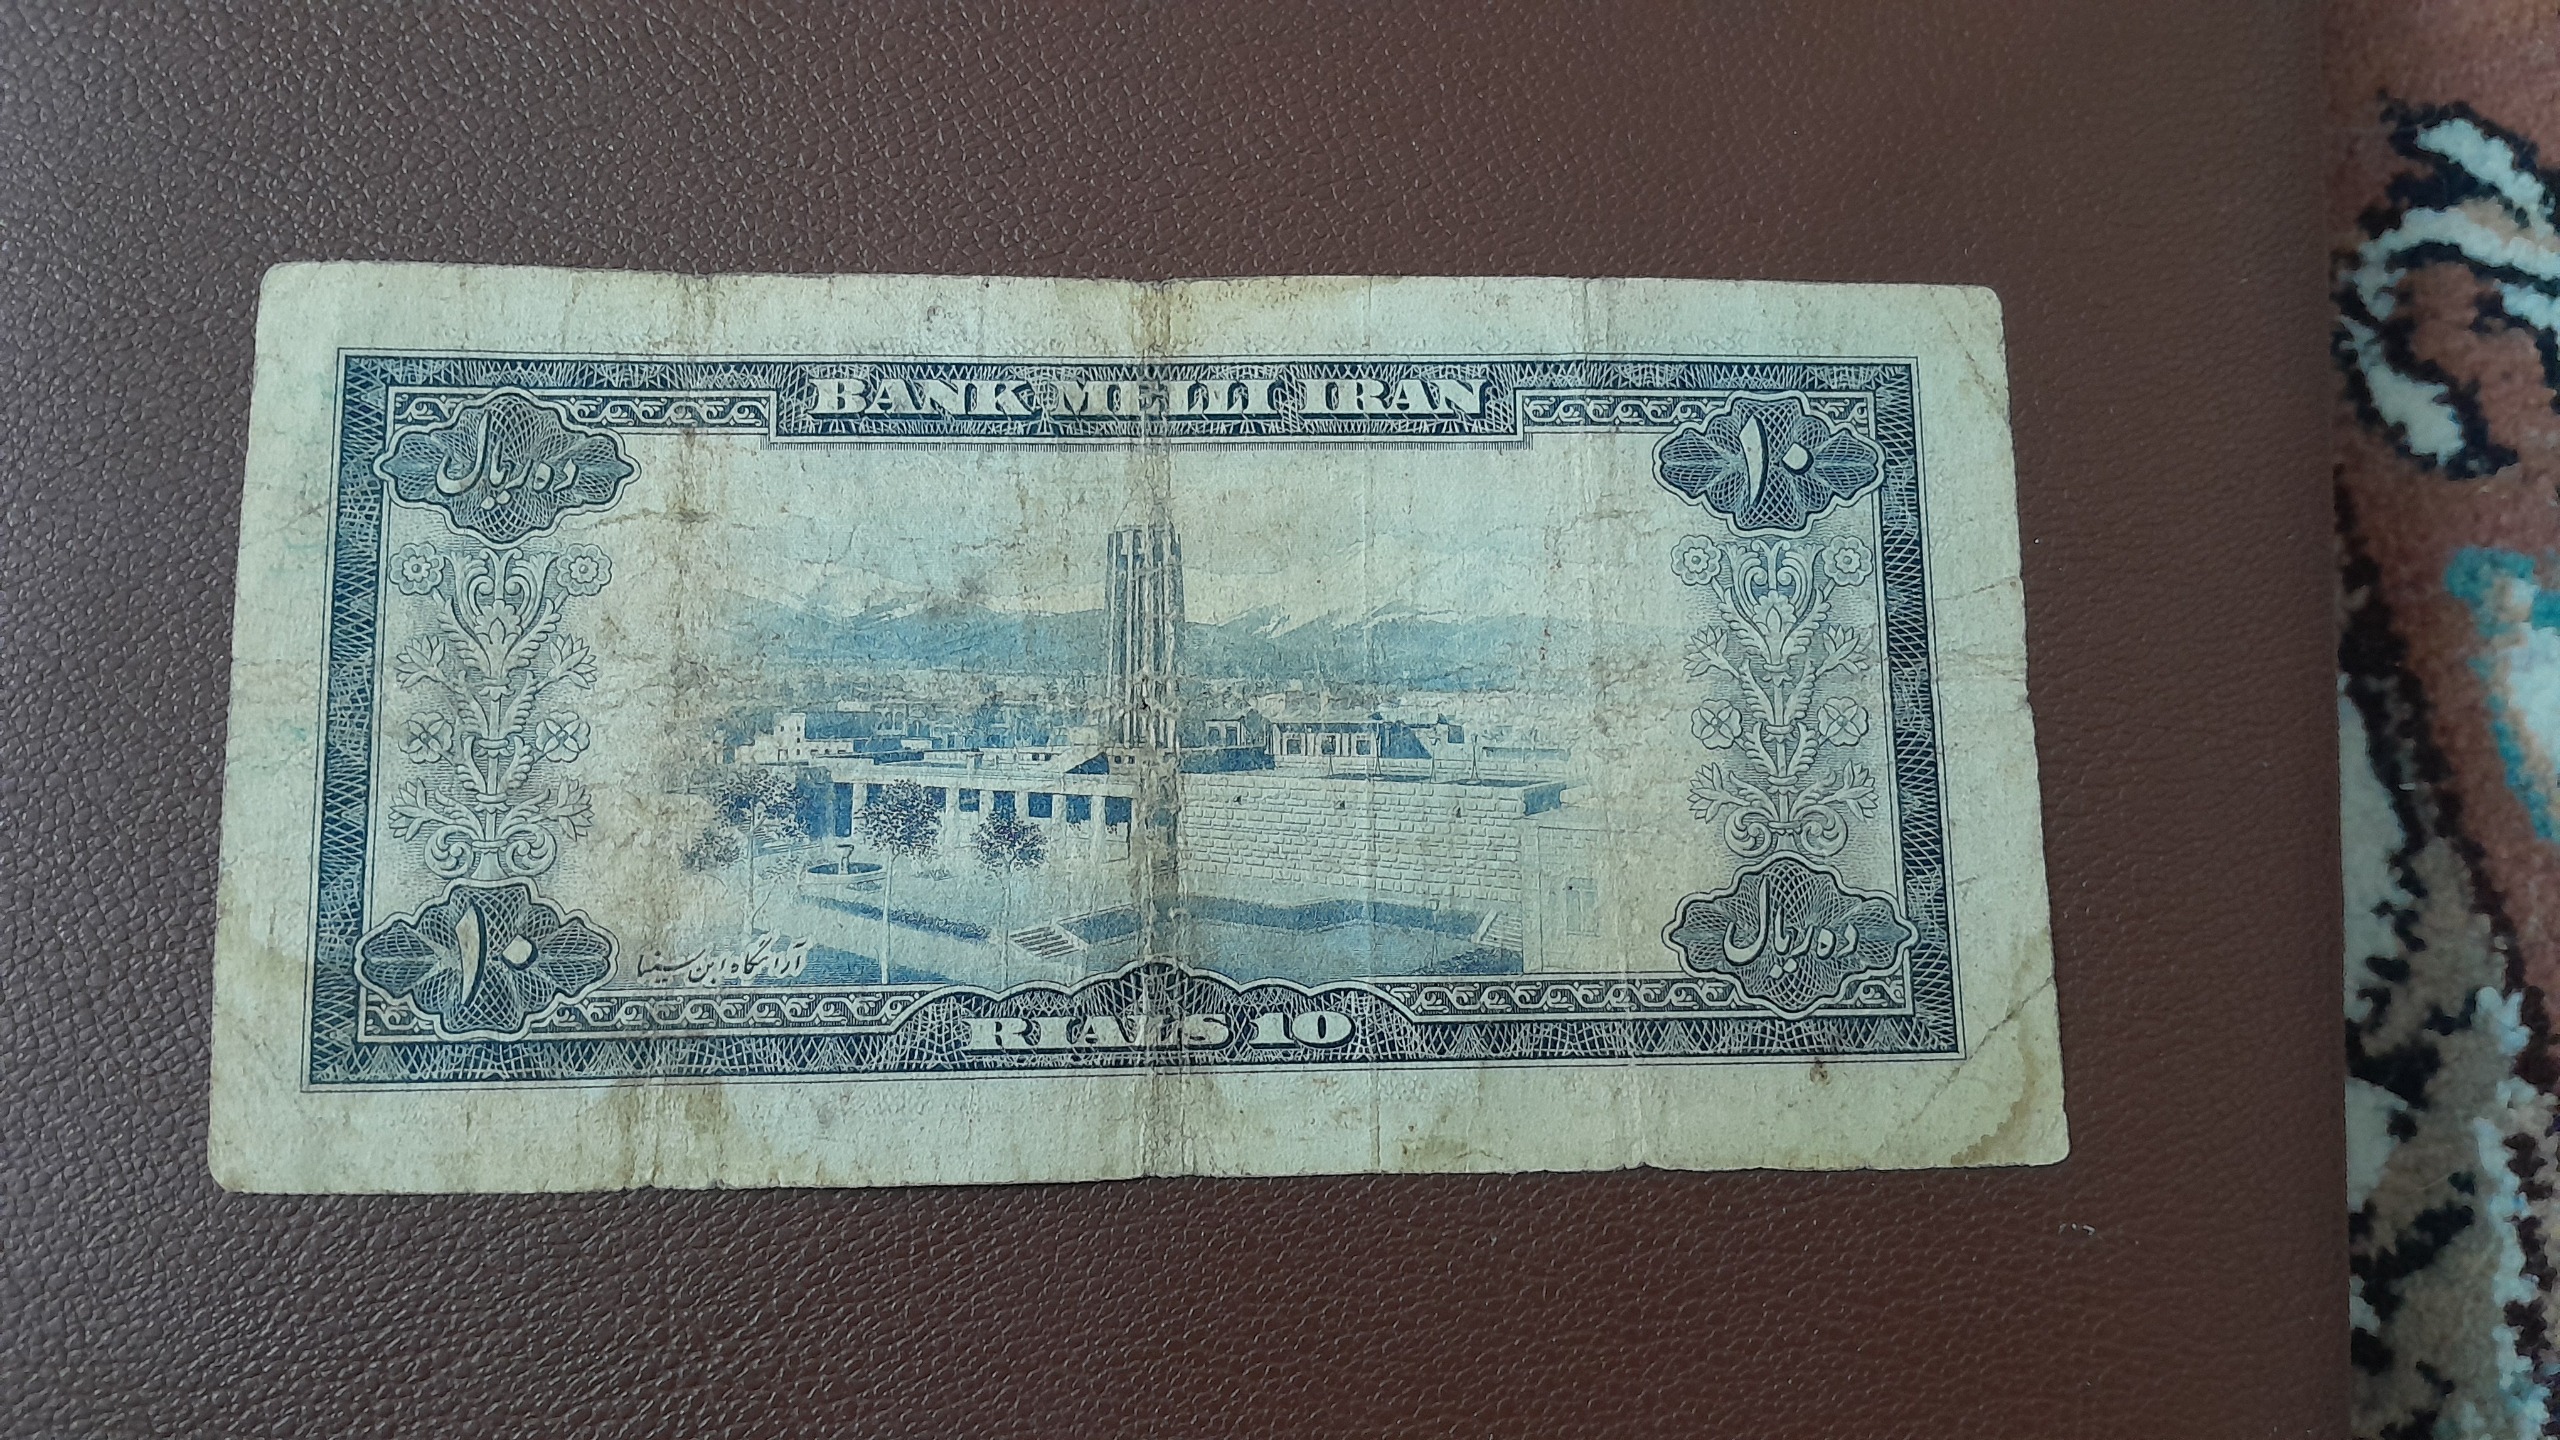 BANK MELLI IRAN
ده ریال
۱۰
۱۰
آرامگاه ابن سینا
ده ریال
RIALS 10